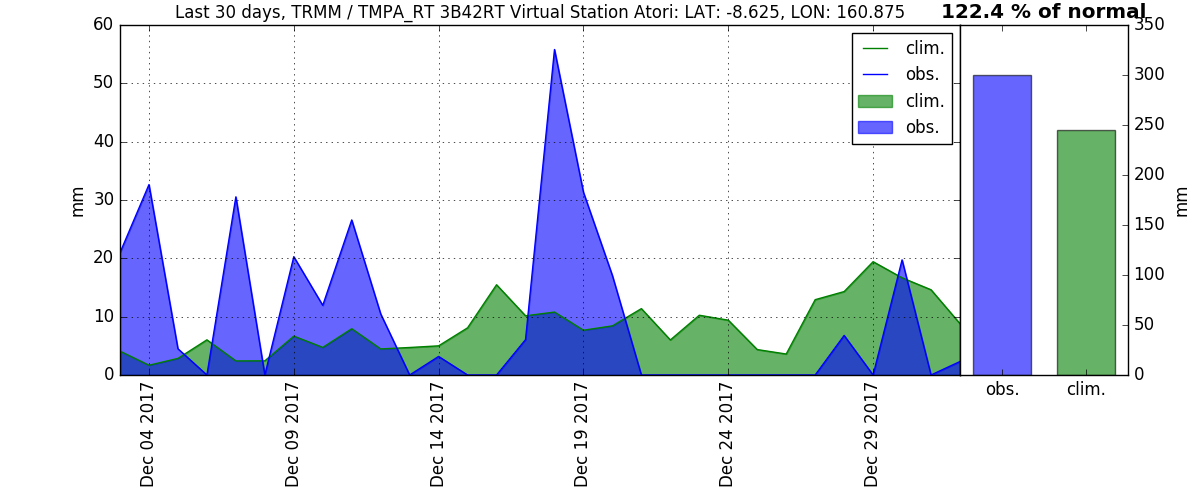 Last 30 days, TRMM / TMPA_RT 3B42RT Virtual Station Atori: LAT: -8.625, LON: 160.875
122.4 % of normal
clim.
obs.
clim.
obs.
60
50
40
30
20
10
0
mm
350
300
250
200
150
100
50
0
mm
Dec 04 2017
Dec 09 2017
Dec 14 2017
Dec 19 2017
Dec 24 2017
Dec 29 2017
obs.
clim.